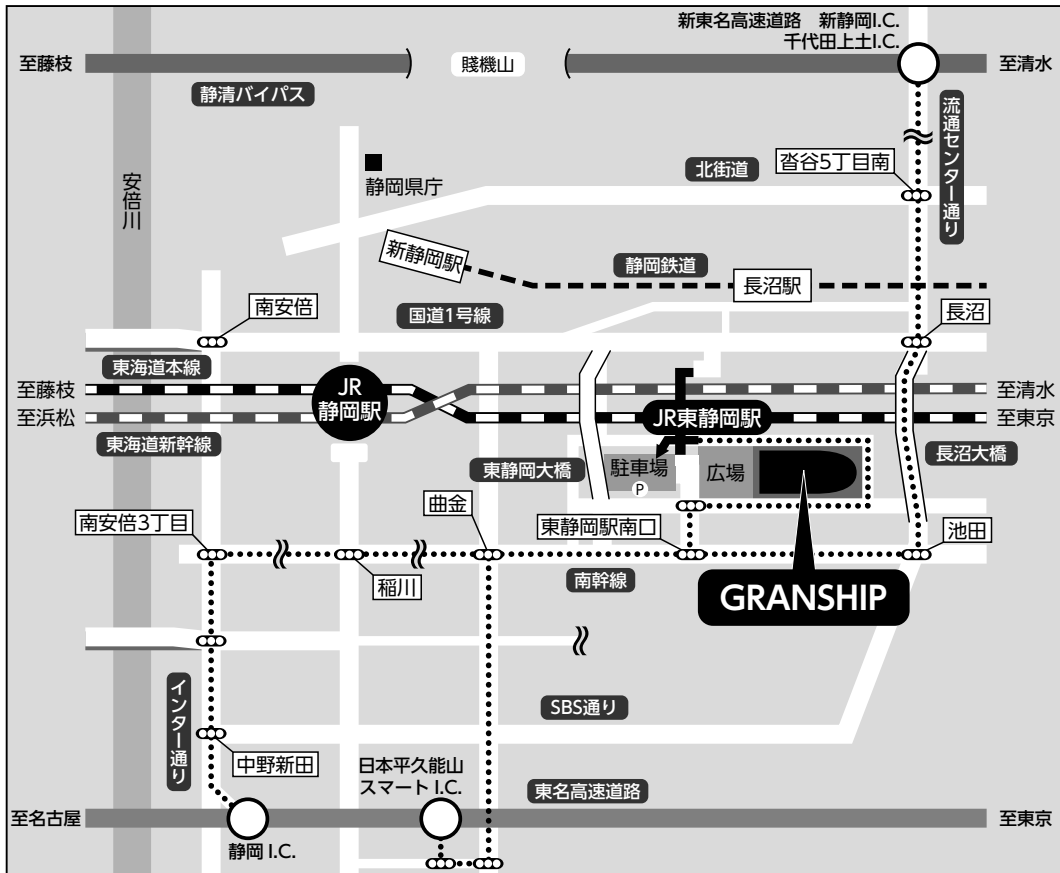 新東名高速道路 新静岡I.C.
千代田上土I.C.
至藤枝
賤機山
至清水
静清バイパス
流通センター通り
沓谷5丁目南
北街道
静岡県庁
安倍川
新静岡駅
静岡鉄道
長沼駅
南安倍
国道1号線
長沼
東海道本線
至藤枝
JR
静岡駅
至清水
至浜松
JR東静岡駅
至東京
東海道新幹線
東静岡大橋
駐車場
P
広場
長沼大橋
南安倍3丁目
曲金
東静岡駅南口
池田
稲川
南幹線
GRANSHIP
インター通り
SBS通り
中野新田
日本平久能山
スマート I.C.
東名高速道路
至名古屋
至東京
静岡 I.C.